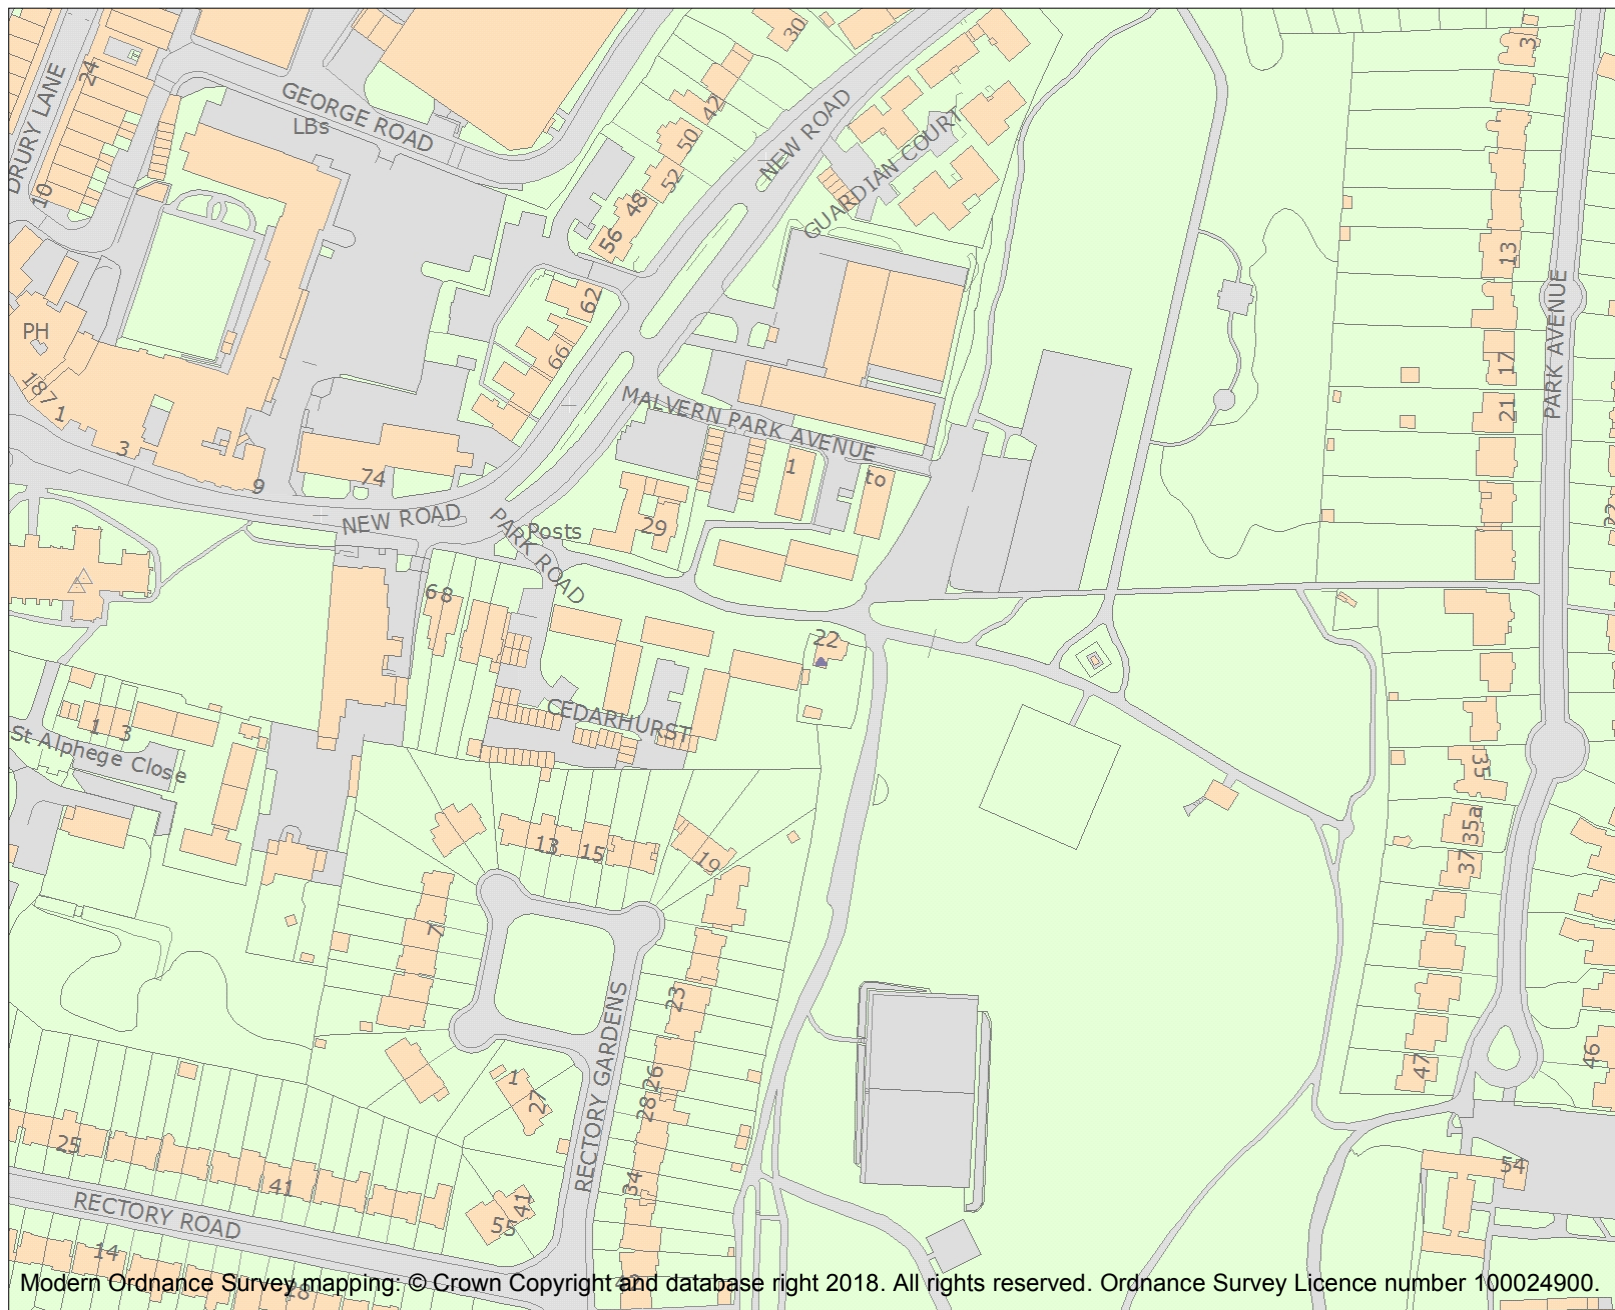 30
3
24
GEORGE ROAD
LBs
42
NEW ROAD
50
GUARDIAN COURT
DRURY LANE
52
10
48
56
13
62
PARK AVENUE
PH
66
17
187
1
MALVERN PARK AVENUE
21
3
1
to
74
9
NEW ROAD
PARK ROAD
Posts
29
22
68
22
CEDARHURST
1
3
St Alphege Close
35
35a
13
15
19
37
7
23
RECTORY GARDENS
46
47
26
1
27
28
25
54
34
41
41
55
RECTORY ROAD
14
28
Modern Ordnance Survey mapping: © Crown Copyright and database right 2018. All rights reserved. Ordnance Survey Licence number 100024900.